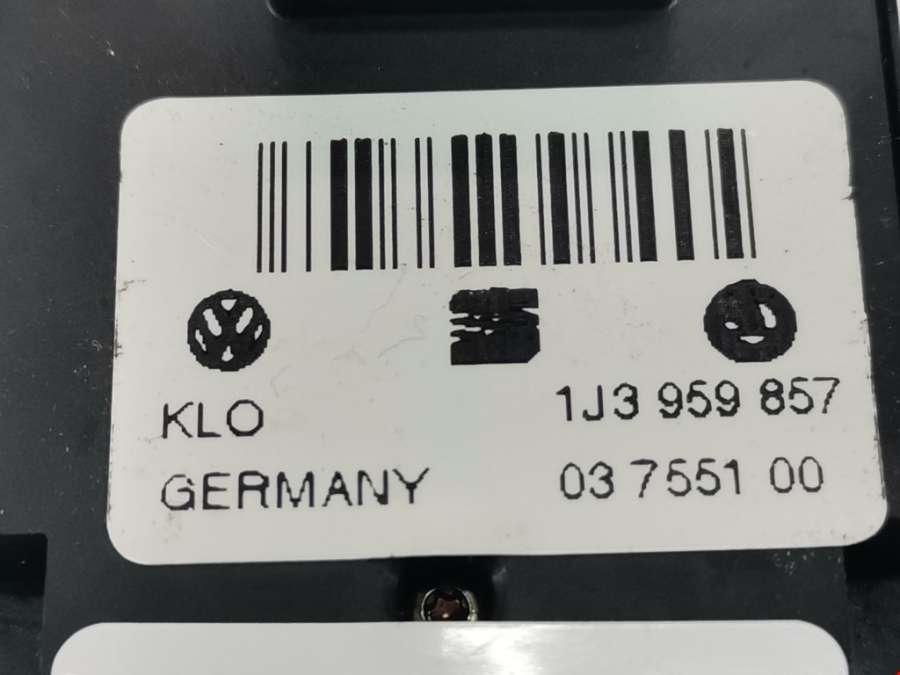 KLO
1J3 959 857
GERMANY
03 7551 00